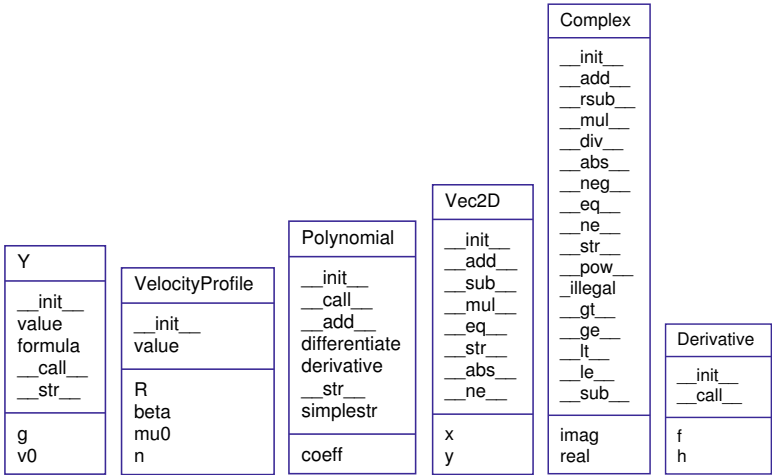 Y
__init__
value
formula
__call__
__str__
g
v0
VelocityProfile
__init__
value
R
beta
mu0
n
Polynomial
__init__
__call__
__add__
differentiate
derivative
__str__
simplestr
coeff
Vec2D
__init__
__add__
__sub__
__mul__
__eq__
__str__
__abs__
__ne__
x
y
Complex
__init__
__add__
__rsub__
__mul__
__div__
__abs__
__neg__
__eq__
__ne__
__str__
__pow__
_illegal
__gt__
__ge__
__lt__
__le__
__sub__
imag
real
Derivative
__init__
__call__
f
h